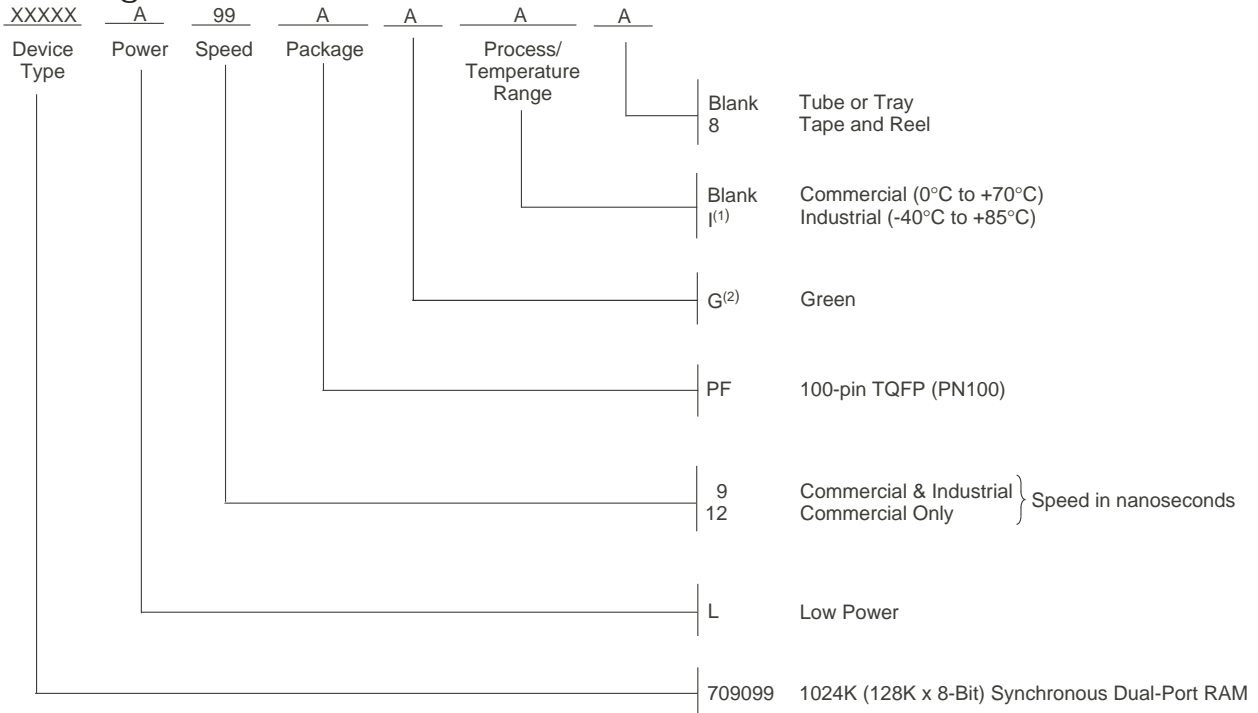 XXXXX A 99 A A A A
Device Type
Power
Speed
Package
Process/
Temperature
Range
Blank Tube or Tray
8 Tape and Reel
Blank Commercial (0°C to +70°C)
I(1) Industrial (-40°C to +85°C)
G(2) Green
PF 100-pin TQFP (PN100)
9 Commercial & Industrial
12 Commercial Only
Speed in nanoseconds
L Low Power
709099 1024K (128K x 8-Bit) Synchronous Dual-Port RAM